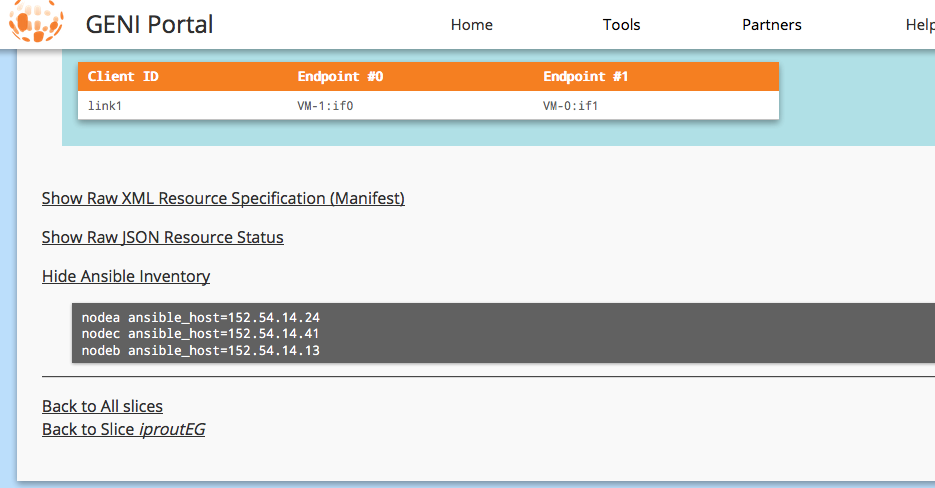 GENI Portal Home Tools Partners Help
Client ID Endpoint #0 Endpoint #1
link1 VM-1:if0 VM-0:if1
Show Raw XML Resource Specification (Manifest)
Show Raw JSON Resource Status
Hide Ansible Inventory
nodea ansible_host=152.54.14.24
nodec ansible_host=152.54.14.41
nodeb ansible_host=152.54.14.13
Back to All slices
Back to Slice iproutEG